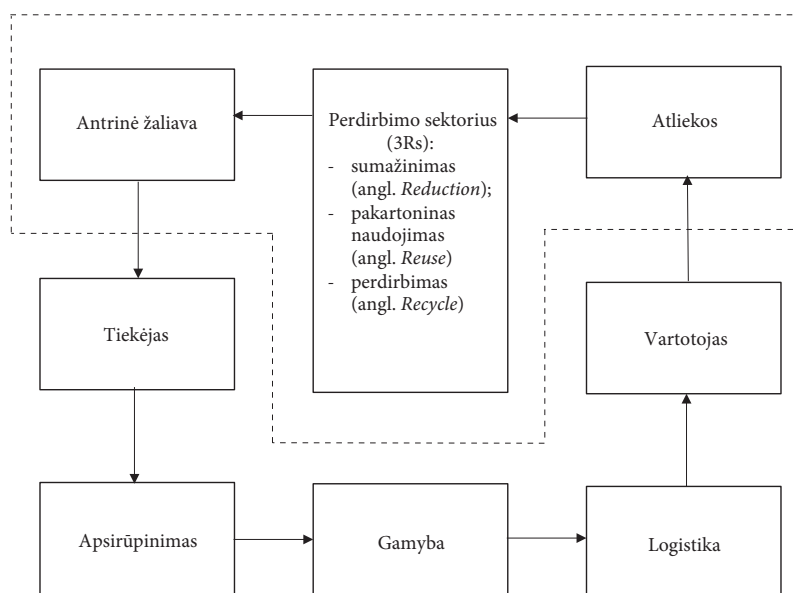 Antrinė žaliava
Perdirbimo sektorius
(3Rs):
- sumažinimas
(angl. Reduction);
- pakartoninas
naudojimas
(angl. Reuse)
- perdirbimas
(angl. Recycle)
Atliekos
Tiekėjas
Vartotojas
Apsirūpinimas
Gamyba
Logistika